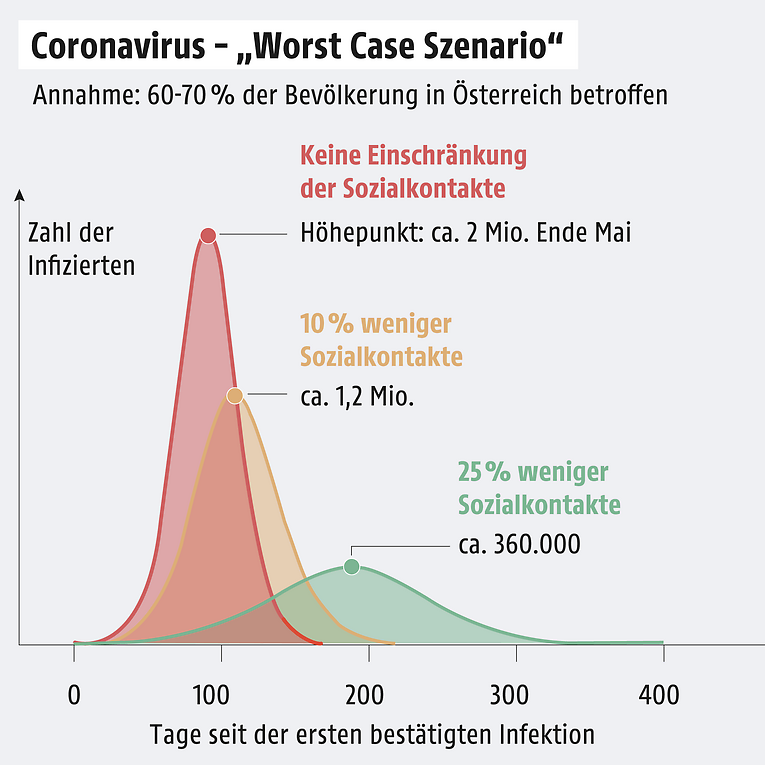 Coronavirus – „Worst Case Szenario“
Annahme: 60-70 % der Bevölkerung in Österreich betroffen
Keine Einschränkung
der Sozialkontakte
Zahl der
Infizierten
Höhepunkt: ca. 2 Mio. Ende Mai
10 % weniger
Sozialkontakte
ca. 1,2 Mio.
25 % weniger
Sozialkontakte
ca. 360.000
0 100 200 300 400
Tage seit der ersten bestätigten Infektion